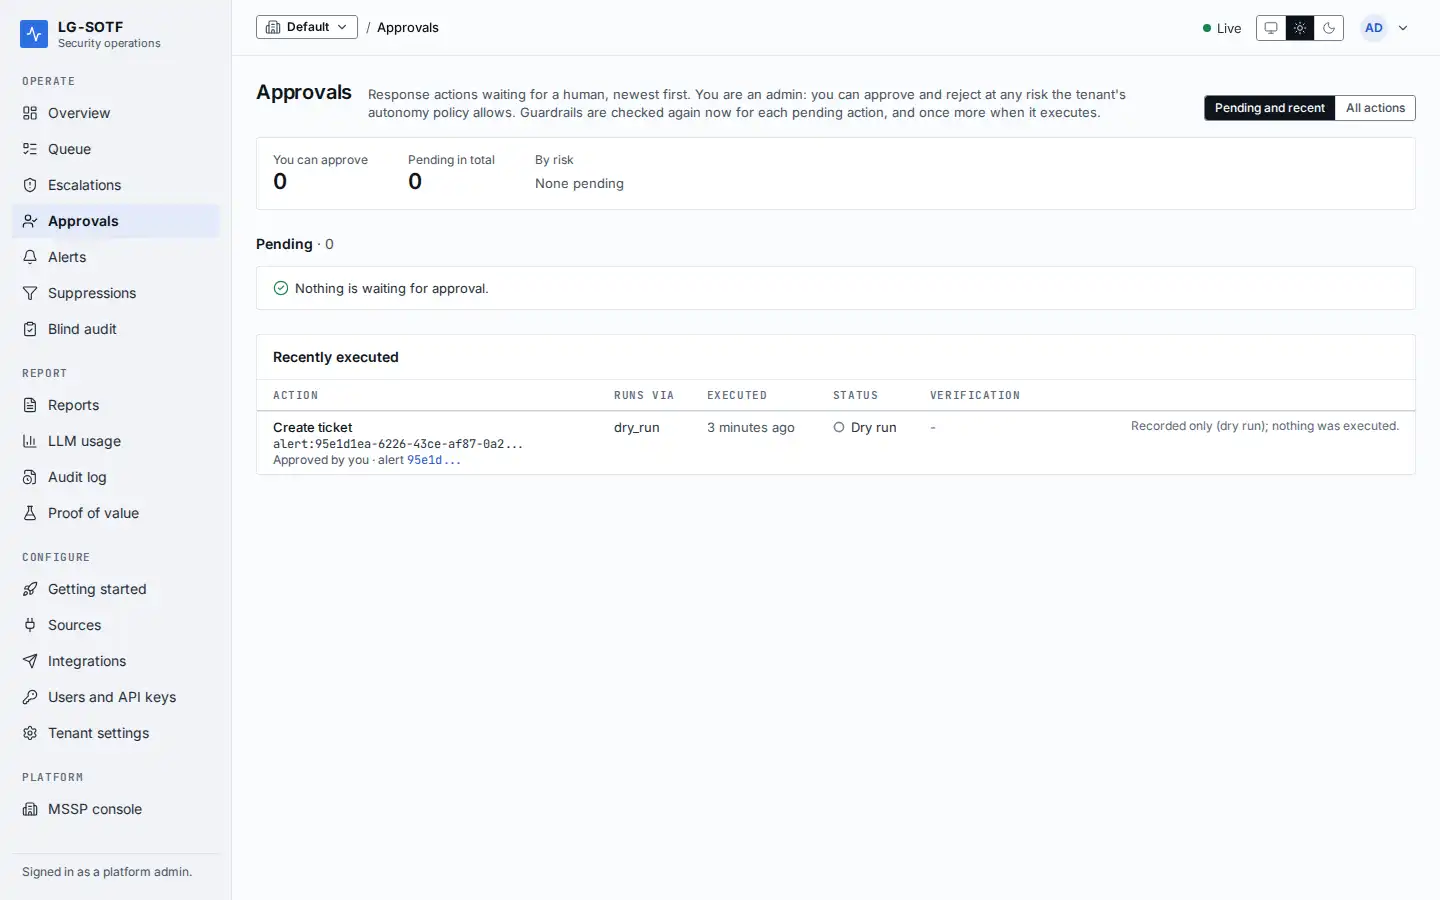 LG-SOTF
Security operations
OPERATE
Overview
Queue
Escalations
Approvals
Alerts
Suppressions
Blind audit
REPORT
Reports
LLM usage
Audit log
Proof of value
CONFIGURE
Getting started
Sources
Integrations
Users and API keys
Tenant settings
PLATFORM
MSSP console
Signed in as a platform admin.
Default / Approvals
Live
AD
Approvals
Response actions waiting for a human, newest first. You are an admin: you can approve and reject at any risk the tenant's
autonomy policy allows. Guardrails are checked again now for each pending action, and once more when it executes.
Pending and recent All actions
You can approve Pending in total By risk
0 0 None pending
Pending · 0
Nothing is waiting for approval.
Recently executed
ACTION RUNS VIA EXECUTED STATUS VERIFICATION
Create ticket dry_run 3 minutes ago Dry run - Recorded only (dry run); nothing was executed.
alert:95e1d1ea-6226-43ce-af87-0a2...
Approved by you · alert 95e1d...